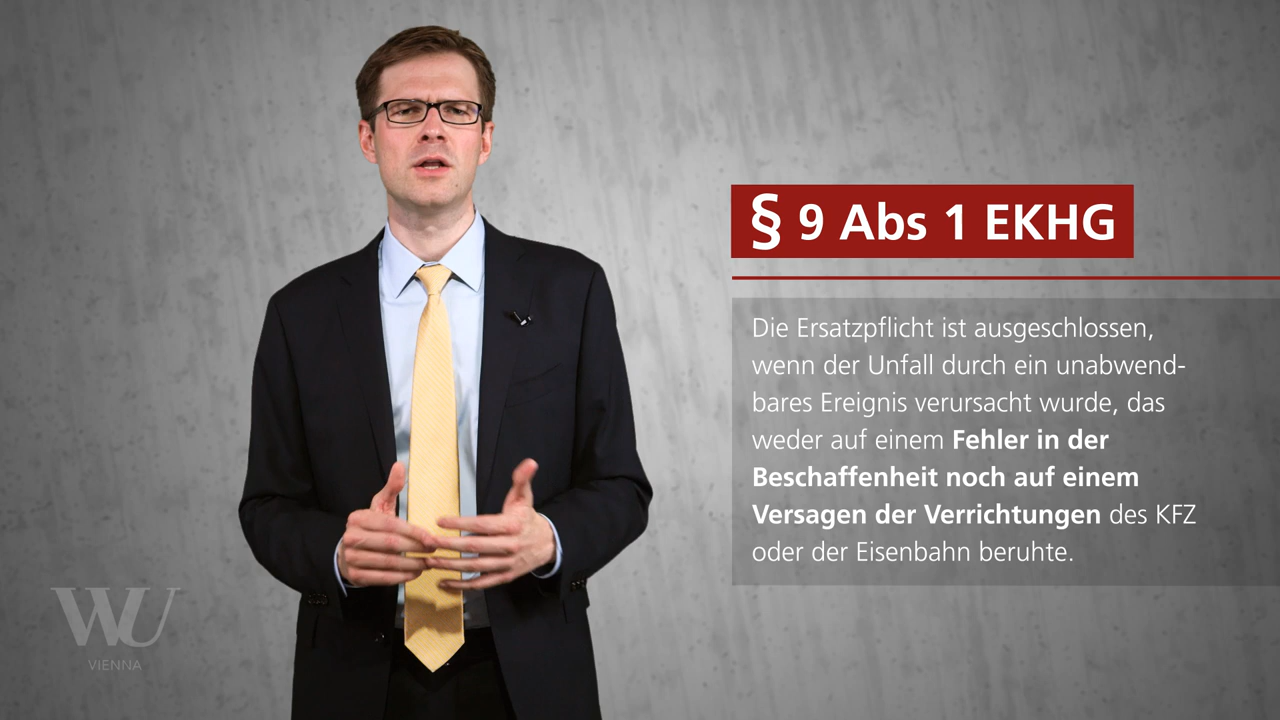 § 9 Abs 1 EKHG
Die Ersatzpflicht ist ausgeschlossen,
wenn der Unfall durch ein unabwend-
bares Ereignis verursacht wurde, das
weder auf einem Fehler in der
Beschaffenheit noch auf einem
Versagen der Verrichtungen des KFZ
oder der Eisenbahn beruhte.
WU
VIENNA